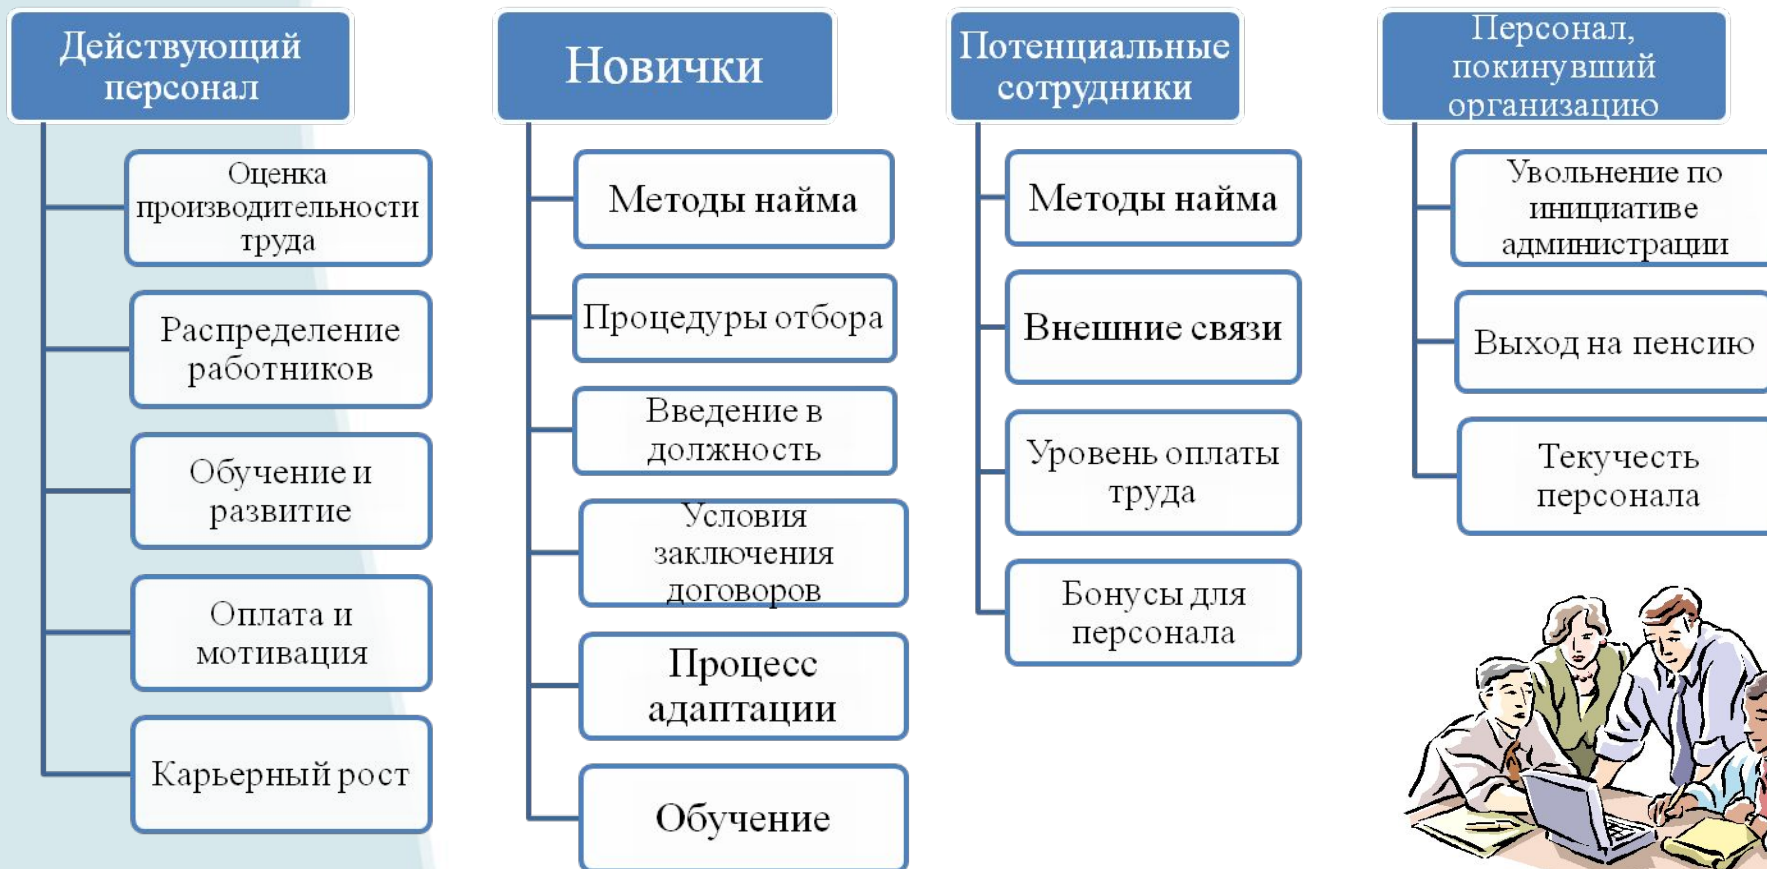 Действующий
персонал
Оценка
производительности
труда
Распределение
работников
Обучение и
развитие
Оплата и
мотивация
Карьерный рост
Новички
Методы найма
Процедуры отбора
Введение в
должность
Условия
заключения
договоров
Процесс
адаптации
Обучение
Потенциальные
сотрудники
Методы найма
Внешние связи
Уровень оплаты
труда
Бонусы для
персонала
Персонал,
покинувший
организацию
Увольнение по
инициативе
администрации
Выход на пенсию
Текучесть
персонала